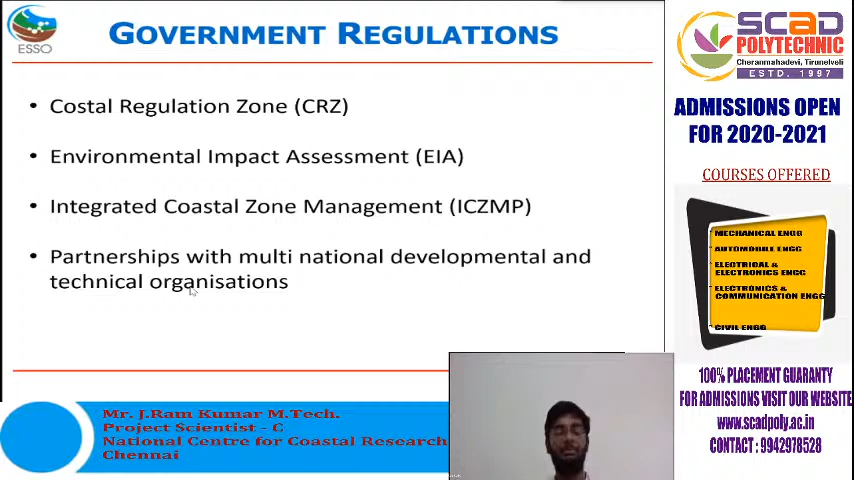 ESSO
GOVERNMENT REGULATIONS
• Costal Regulation Zone (CRZ)
• Environmental Impact Assessment (EIA)
• Integrated Coastal Zone Management (ICZMP)
• Partnerships with multi national developmental and
technical organisations
Mr. J.Ram Kumar M.Tech.
Project Scientist - C
National Centre for Coastal Research
Chennai
SCAD
POLYTECHNIC
Cheranmahadevi, Tirunelveli
ESTD. 1997
ADMISSIONS OPEN
FOR 2020-2021
COURSES OFFERED
MECHANICAL ENGG
AUTOMOBILE ENGG
ELECTRICAL &
ELECTRONICS ENGG
ELECTRONICS &
COMMUNICATION ENGG
CIVIL ENGG
100% PLACEMENT GUARANTY
FOR ADMISSIONS VISIT OUR WEBSITE
www.scadpoly.ac.in
CONTACT : 9942978528